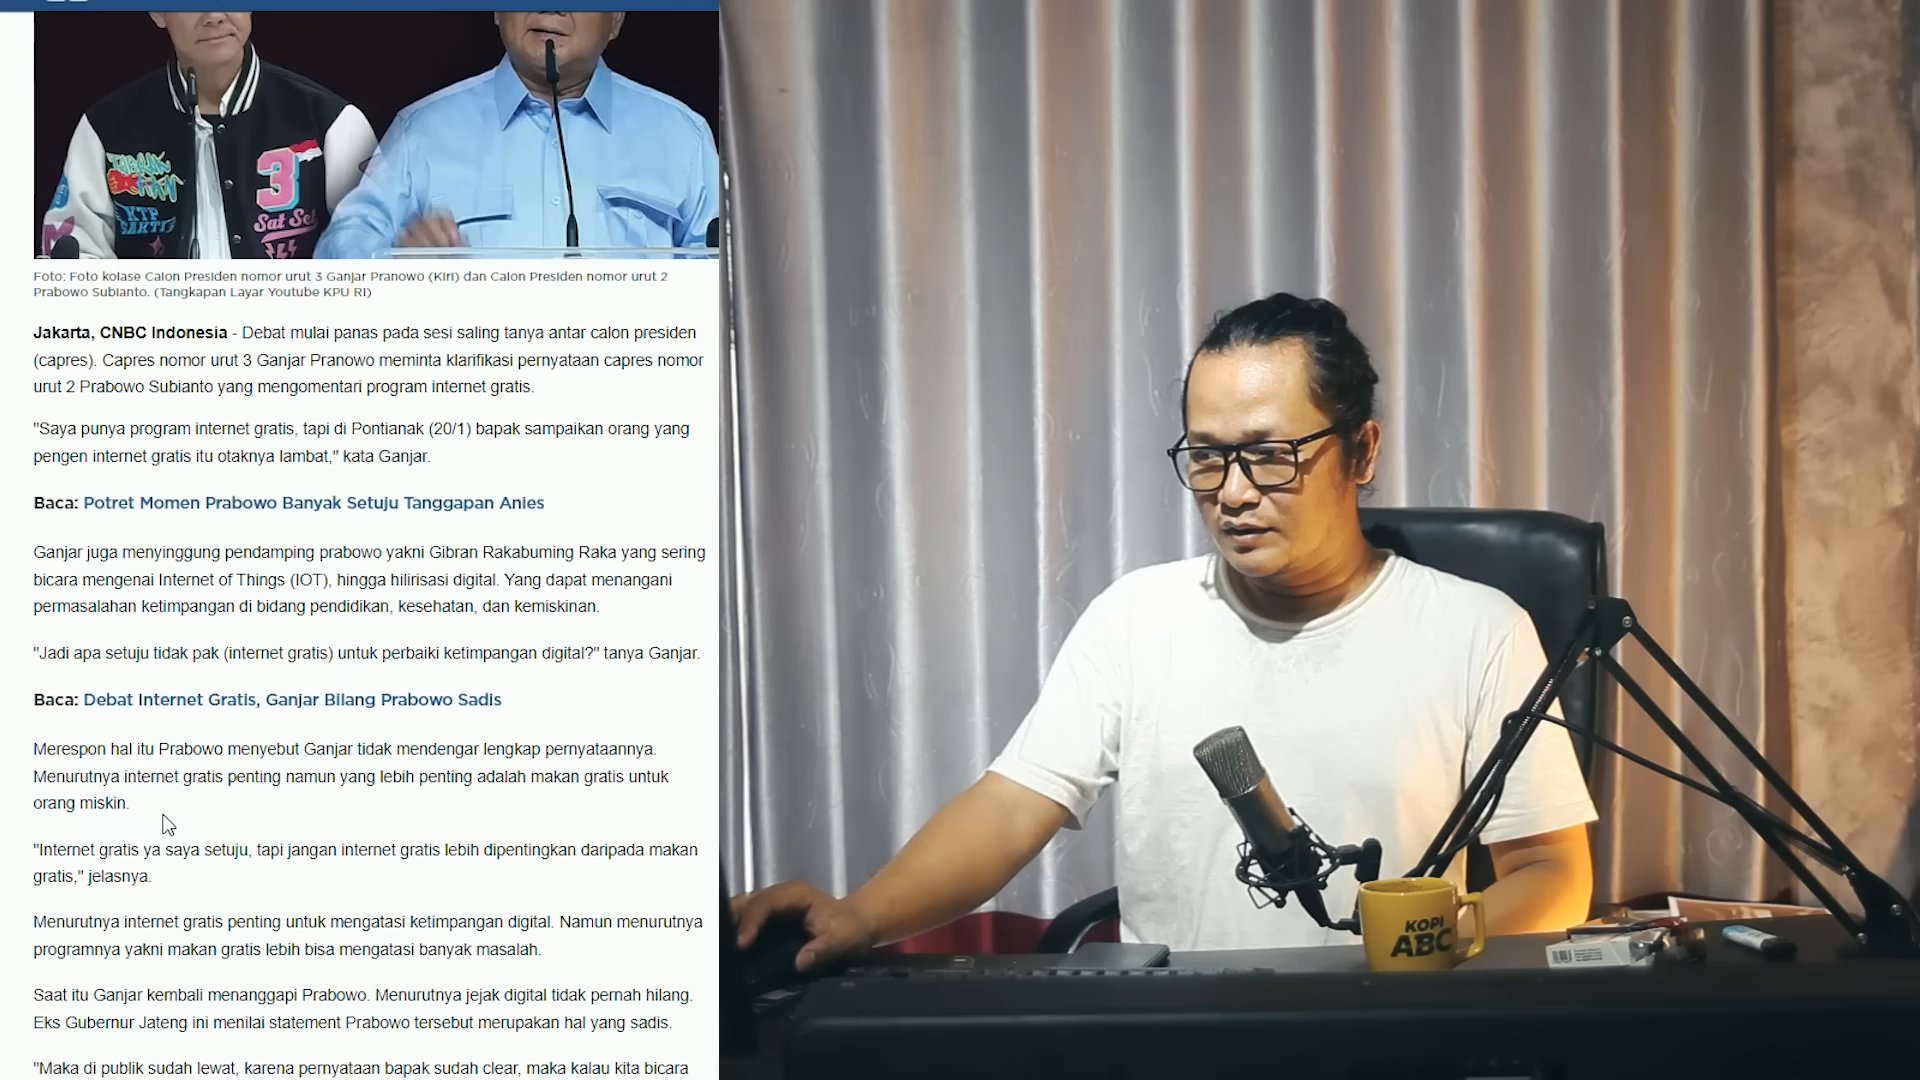 3
Sat Set
KTP
SAKTI
Foto: Foto kolase Calon Presiden nomor urut 3 Ganjar Pranowo (Kiri) dan Calon Presiden nomor urut 2
Prabowo Subianto. (Tangkapan Layar Youtube KPU RI)
Jakarta, CNBC Indonesia - Debat mulai panas pada sesi saling tanya antar calon presiden
(capres). Capres nomor urut 3 Ganjar Pranowo meminta klarifikasi pernyataan capres nomor
urut 2 Prabowo Subianto yang mengomentari program internet gratis.
"Saya punya program internet gratis, tapi di Pontianak (20/1) bapak sampaikan orang yang
pengen internet gratis itu otaknya lambat," kata Ganjar.
Baca: Potret Momen Prabowo Banyak Setuju Tanggapan Anies
Ganjar juga menyinggung pendamping prabowo yakni Gibran Rakabuming Raka yang sering
bicara mengenai Internet of Things (IOT), hingga hilirisasi digital. Yang dapat menangani
permasalahan ketimpangan di bidang pendidikan, kesehatan, dan kemiskinan.
"Jadi apa setuju tidak pak (internet gratis) untuk perbaiki ketimpangan digital?" tanya Ganjar.
Baca: Debat Internet Gratis, Ganjar Bilang Prabowo Sadis
Merespon hal itu Prabowo menyebut Ganjar tidak mendengar lengkap pernyataannya.
Menurutnya internet gratis penting namun yang lebih penting adalah makan gratis untuk
orang miskin.
"Internet gratis ya saya setuju, tapi jangan internet gratis lebih dipentingkan daripada makan
gratis," jelasnya.
Menurutnya internet gratis penting untuk mengatasi ketimpangan digital. Namun menurutnya
programnya yakni makan gratis lebih bisa mengatasi banyak masalah.
Saat itu Ganjar kembali menanggapi Prabowo. Menurutnya jejak digital tidak pernah hilang.
Eks Gubernur Jateng ini menilai statement Prabowo tersebut merupakan hal yang sadis.
"Maka di publik sudah lewat, karena pernyataan bapak sudah clear, maka kalau kita bicara
KOPI
ABC